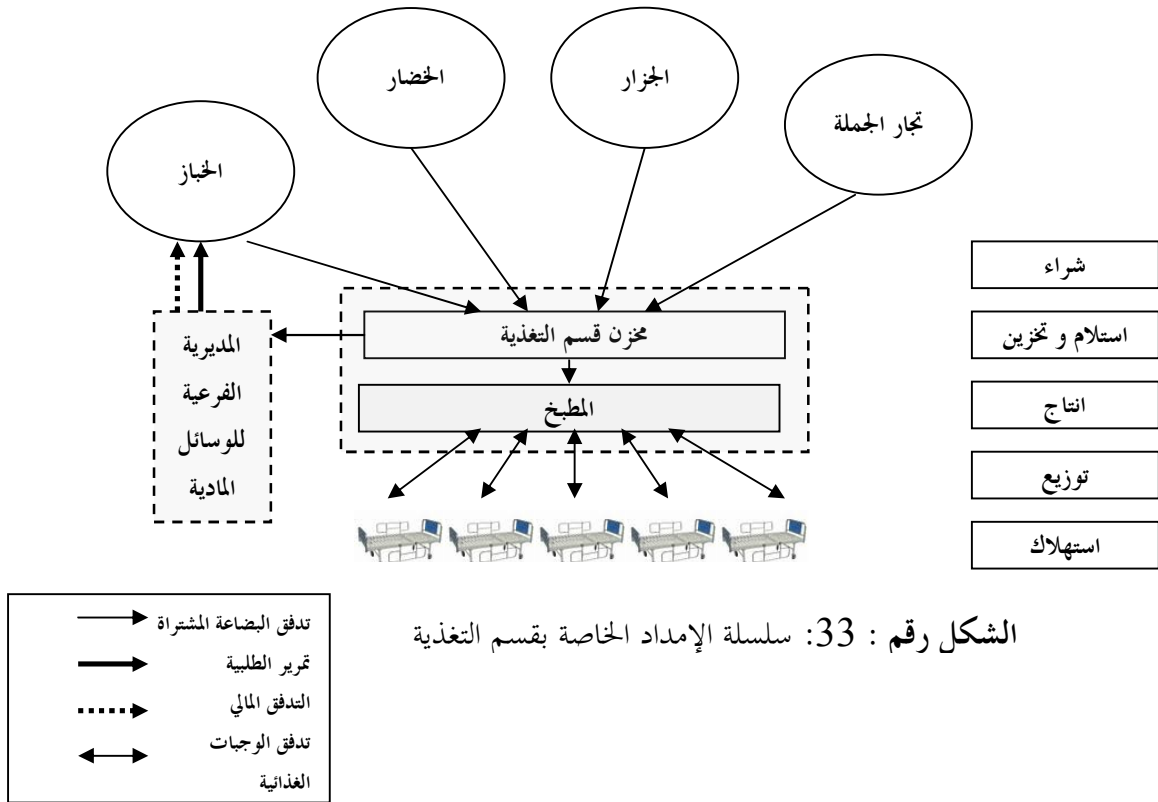 الخضار
الجزار
تجار الجملة
الخباز
شراء
مخزن قسم التغذية
استلام و تخزين
المديرية
الفرعية
للوسائل
المادية
المطبخ
انتاج
توزيع
استهلاك
الشكل رقم : 33: سلسلة الإمداد الخاصة بقسم التغذية
تدفق البضاعة المشتراة
تمرير الطلبية
التدفق المالي
تدفق الوجبات
الغذائية